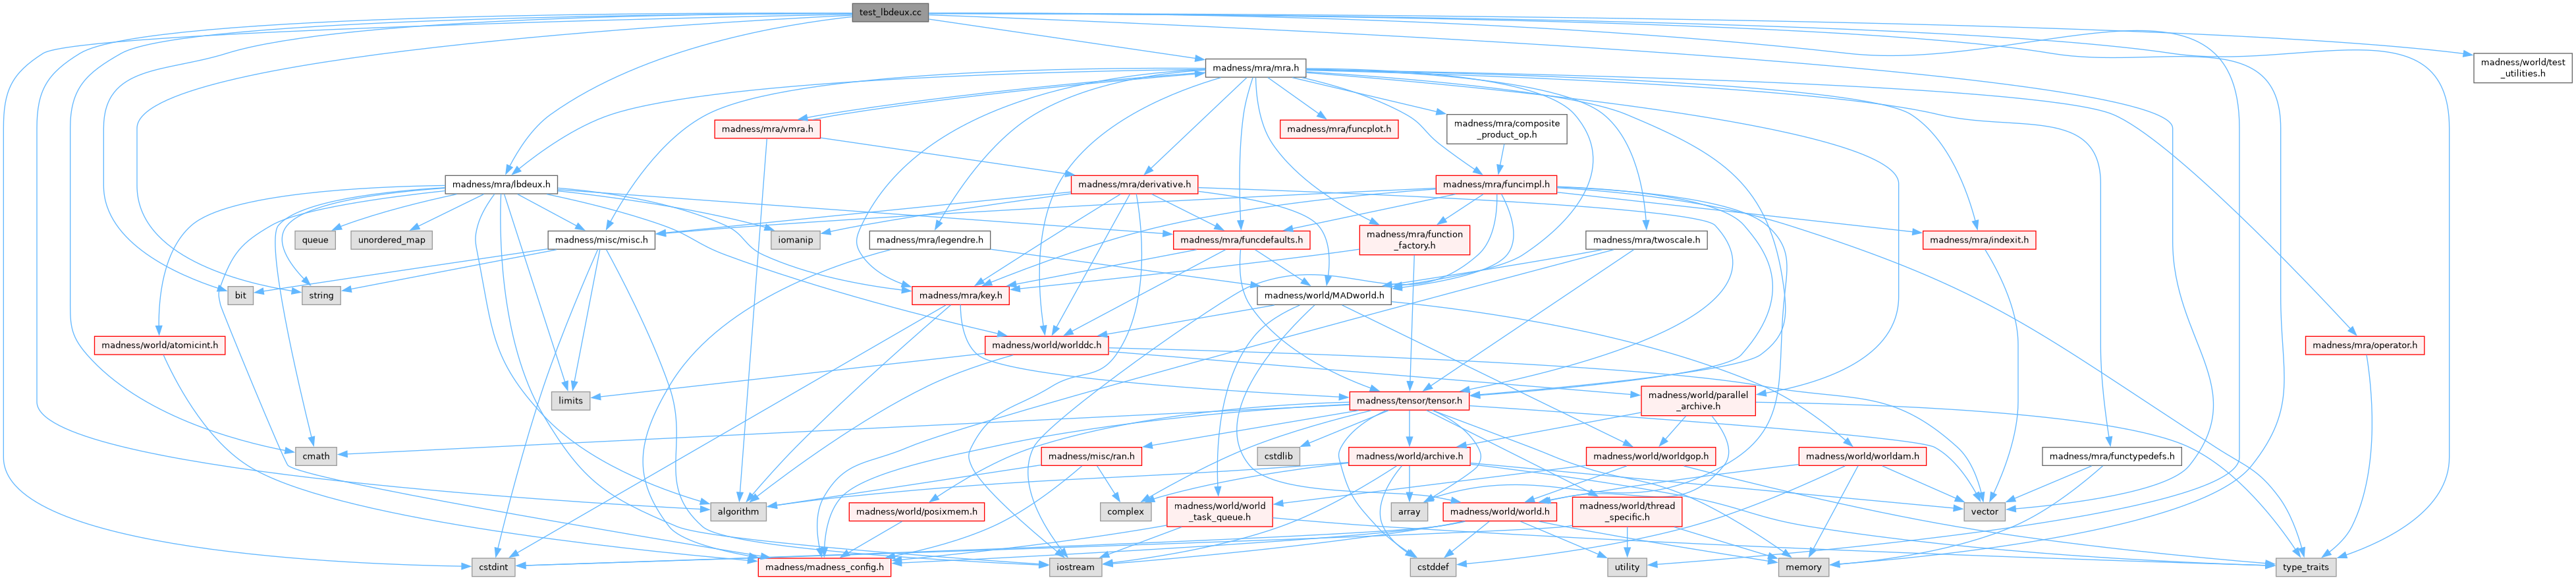 test_lbdeux.cc
madness/mra/mra.h
madness/world/test
_utilities.h
madness/mra/vmra.h
madness/mra/funcplot.h
madness/mra/composite
_product_op.h
madness/mra/lbdeux.h
madness/mra/derivative.h
madness/mra/funcimpl.h
queue
unordered_map
madness/misc/misc.h
iomanip
madness/mra/legendre.h
madness/mra/funcdefaults.h
madness/mra/function
_factory.h
madness/mra/twoscale.h
madness/mra/indexit.h
bit
string
madness/mra/key.h
madness/world/MADworld.h
madness/world/atomicint.h
madness/world/worlddc.h
madness/mra/operator.h
limits
madness/tensor/tensor.h
madness/world/parallel
_archive.h
cmath
madness/misc/ran.h
cstdlib
madness/world/archive.h
madness/world/worldgop.h
madness/world/worldam.h
madness/mra/functypedefs.h
algorithm
madness/world/posixmem.h
complex
madness/world/world
_task_queue.h
array
madness/world/world.h
madness/world/thread
_specific.h
vector
cstdint
madness/madness_config.h
iostream
cstddef
utility
memory
type_traits